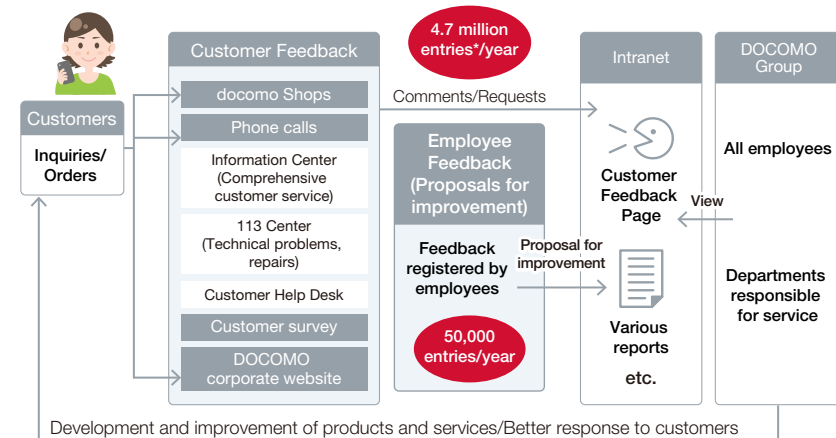 Customers
Inquiries/
Orders
Customer Feedback
docomo Shops
Phone calls
Information Center
(Comprehensive
customer service)
113 Center
(Technical problems,
repairs)
Customer Help Desk
Customer survey
DOCOMO
corporate website
4.7 million
entries*/year
Comments/Requests
Employee
Feedback
(Proposals for
improvement)
Feedback
registered by
employees
50,000
entries/year
Proposal for
improvement
Intranet
Customer
Feedback
Page
Various
reports
etc.
View
DOCOMO
Group
All employees
Departments
responsible
for service
Development and improvement of products and services/Better response to customers